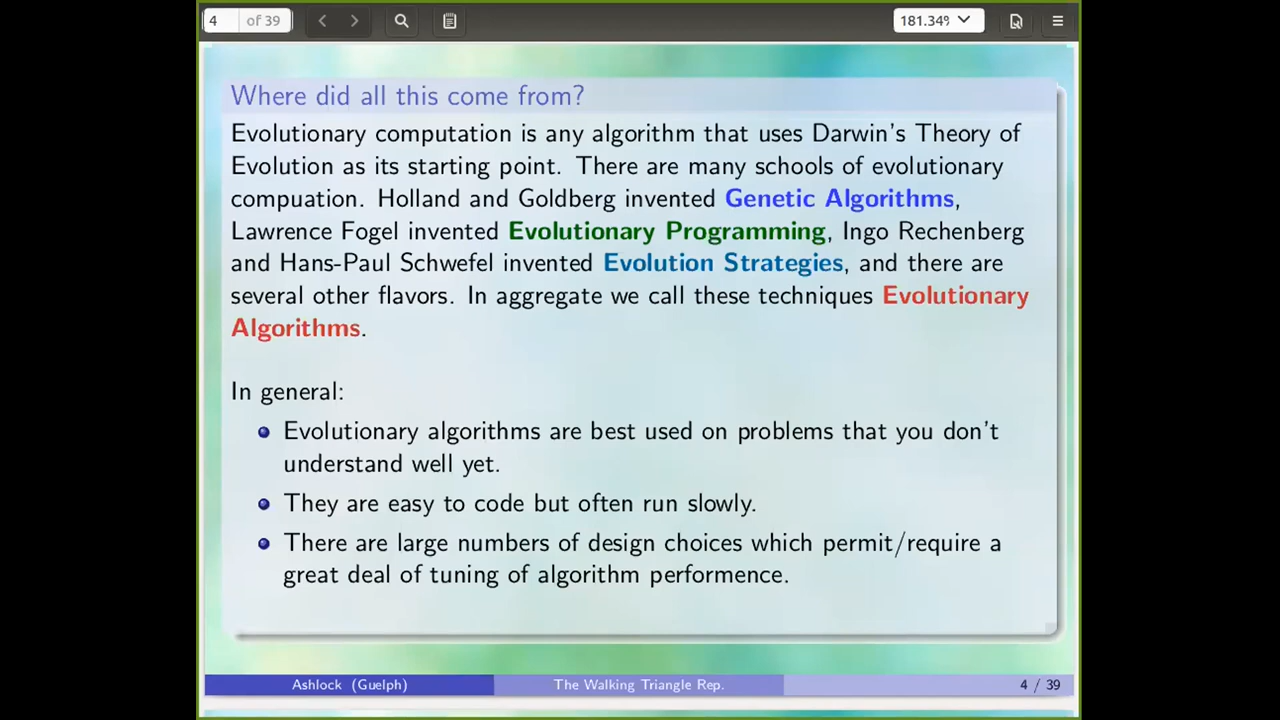 4 of 39
181.34%
Where did all this come from?
Evolutionary computation is any algorithm that uses Darwin's Theory of
Evolution as its starting point. There are many schools of evolutionary
compuation. Holland and Goldberg invented Genetic Algorithms,
Lawrence Fogel invented Evolutionary Programming, Ingo Rechenberg
and Hans-Paul Schwefel invented Evolution Strategies, and there are
several other flavors. In aggregate we call these techniques Evolutionary
Algorithms.
In general:
Evolutionary algorithms are best used on problems that you don't
understand well yet.
They are easy to code but often run slowly.
There are large numbers of design choices which permit/require a
great deal of tuning of algorithm performence.
Ashlock (Guelph) The Walking Triangle Rep. 4 / 39